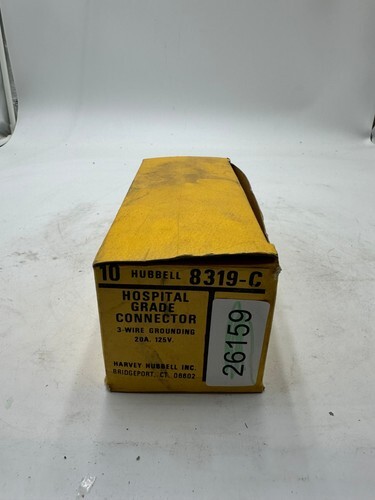 10 HUBBELL 8319-C
HOSPITAL
GRADE
CONNECTOR
3-WIRE GROUNDING
20A. 125V.
HARVEY HUBBELL INC.
BRIDGEPORT, CT. 06602
26159